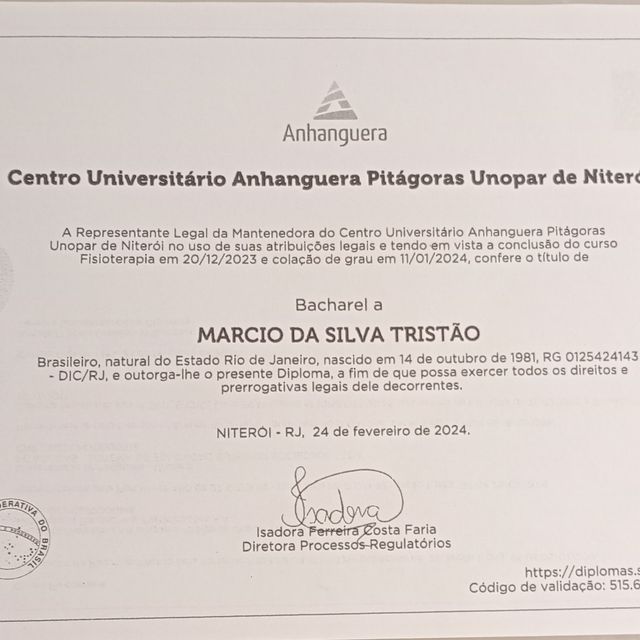 Anhanguera
Centro Universitário Anhanguera Pitágoras Unopar de Niteró
A Representante Legal da Mantenedora do Centro Universitário Anhanguera Pitágoras
Unopar de Niterói no uso de suas atribuições legais e tendo em vista a conclusão do curso
Fisioterapia em 20/12/2023 e colação de grau em 11/01/2024, confere o título de
Bacharel a
MARCIO DA SILVA TRISTÃO
Brasileiro, natural do Estado Rio de Janeiro, nascido em 14 de outubro de 1981, RG 0125424143
- DIC/RJ, e outorga-lhe o presente Diploma, a fim de que possa exercer todos os direitos e
prerrogativas legais dele decorrentes.
NITERÓI - RJ, 24 de fevereiro de 2024.
Isadora
Isadora Ferreira Costa Faria
Diretora Processos Regulatórios
ERATIVA DO BRASIL
https://diplomas.s
Código de validação: 515.6